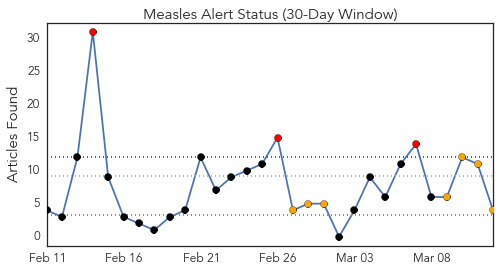 Measles Alert Status (30-Day Window)
Articles Found
30
25
20
15
10
5
0
Feb 11 Feb 16 Feb 21 Feb 26 Mar 03 Mar 08